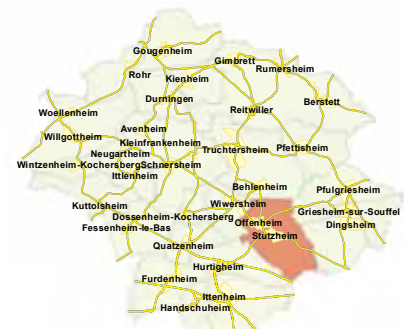 Gougenheim
Gimbrett
Rohr
Kienheim
Rumersheim
Durningen
Berstett
Woellenheim
Reitwiller
Avenheim
Willgottheim
Kleinfrankenheim
Truchtersheim
Pfettisheim
Neugartheim
Wintzenheim-Kochersberg
Schnersheim
Ittlenheim
Behlenheim
Pfulgriesheim
Kuttolsheim
Wiwersheim
Dossenheim-Kochersberg
Griesheim-sur-Souffel
Fessenheim-le-Bas
Offenheim
Dingsheim
Stutzheim
Quatzenheim
Hurtigheim
Furdenheim
Ittenheim
Handschuheim